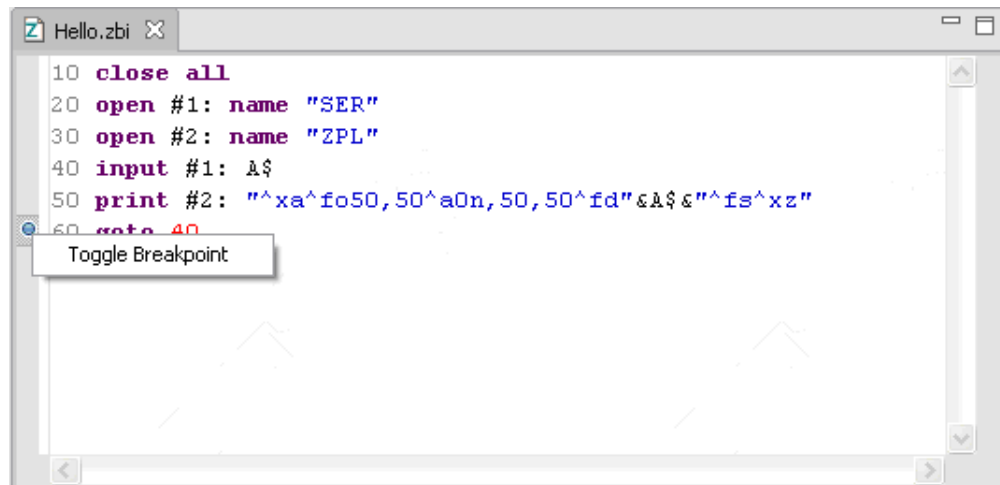 Hello.zbi
10 close all
20 open #1: name "SER"
30 open #2: name "ZPL"
40 input #1: A$
50 print #2: "^xa^fo50,50^a0n,50,50^fd"&A$&"^fs^xz"
60 goto 40
Toggle Breakpoint